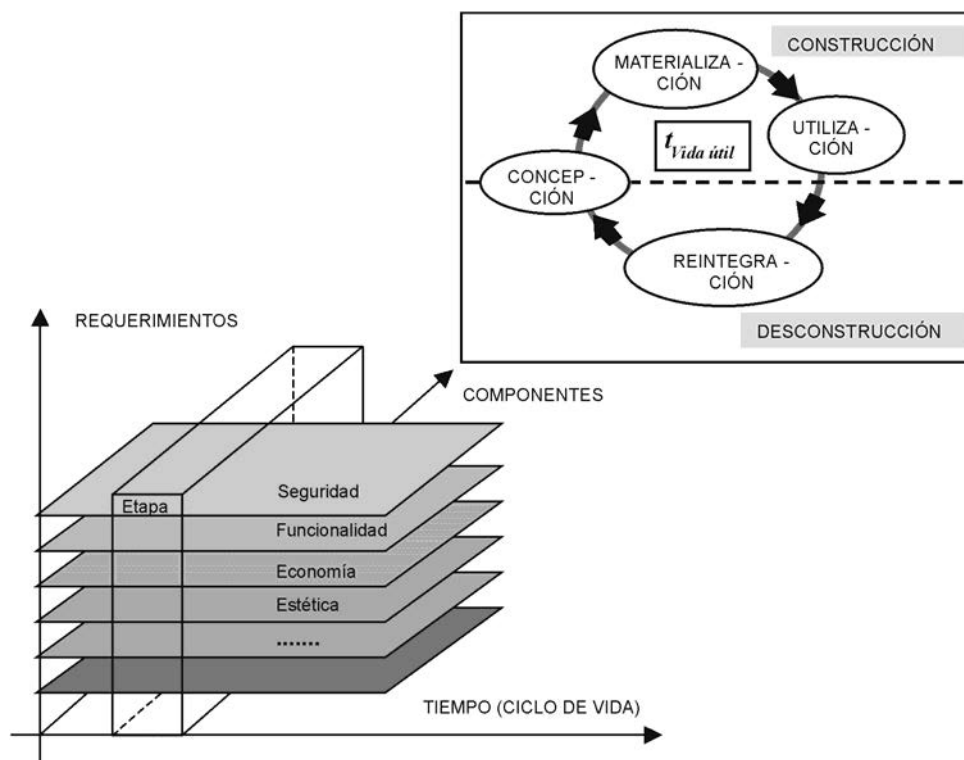 CONSTRUCCIÓN
MATERIALIZA -
CIÓN
UTILIZA -
CIÓN
t Vida útil
CONCEP -
CIÓN
REINTEGRA -
CIÓN
DESCONSTRUCCIÓN
REQUERIMIENTOS
COMPONENTES
Seguridad
Etapa
Funcionalidad
Economía
Estética
.......
TIEMPO (CICLO DE VIDA)